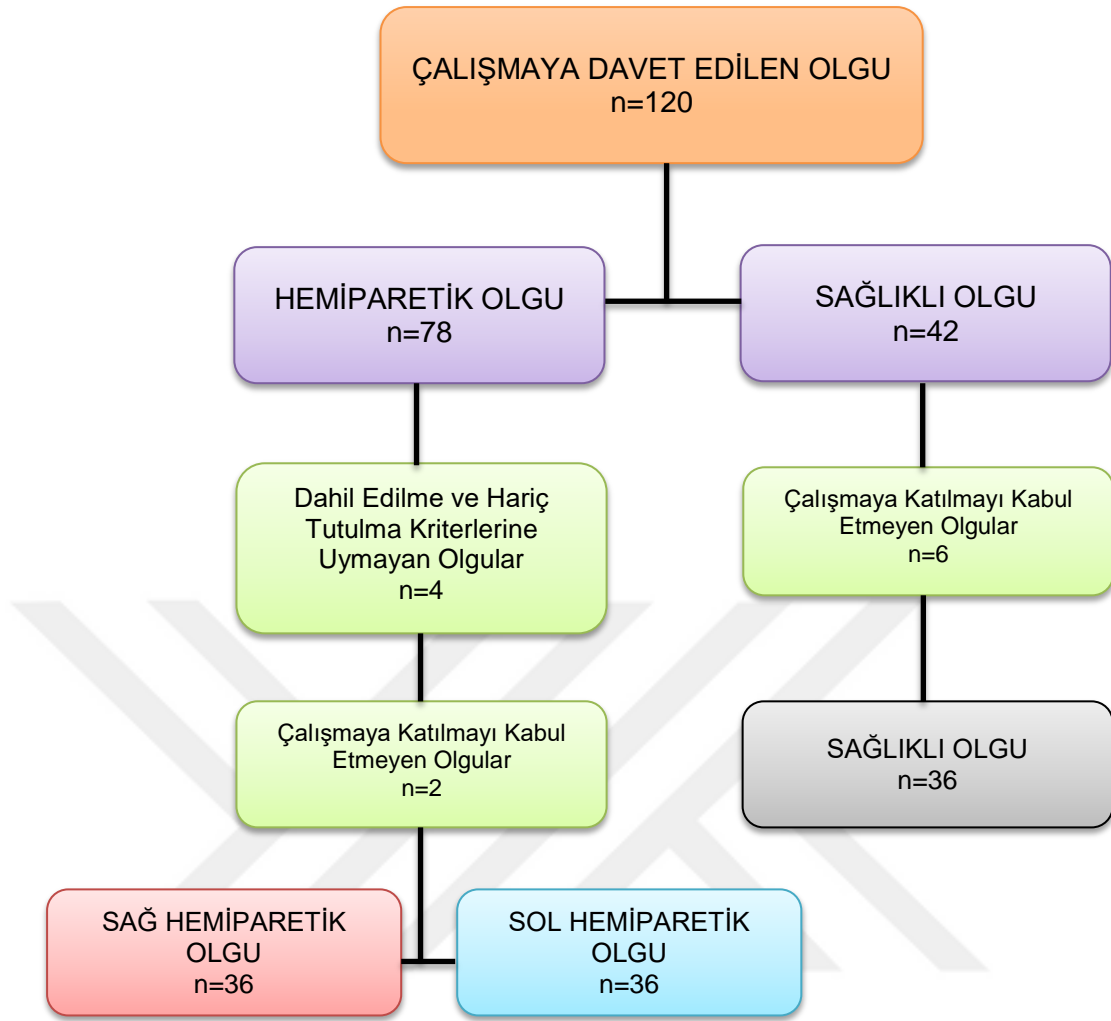 ÇALIŞMAYA DAVET EDİLEN OLGU
n=120
HEMİPARETİK OLGU
n=78
SAĞLIKLI OLGU
n=42
Dahil Edilme ve Hariç
Tutulma Kriterlerine
Uymayan Olgular
n=4
Çalışmaya Katılmayı Kabul
Etmeyen Olgular
n=6
Çalışmaya Katılmayı Kabul
Etmeyen Olgular
n=2
SAĞLIKLI OLGU
n=36
SAĞ HEMİPARETİK
OLGU
n=36
SOL HEMİPARETİK
OLGU
n=36